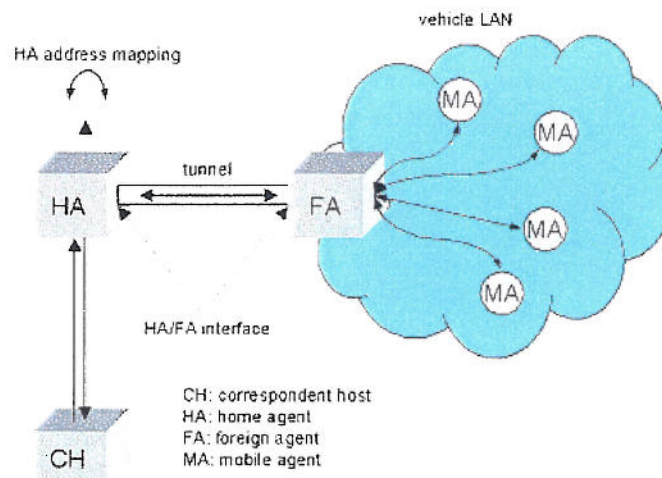 vehicle LAN
HA address mapping
MA
MA
tunnel
HA
FA
MA
MA
HA/FA interface
CH: correspondent host
HA: home agent
FA: foreign agent
MA: mobile agent
CH